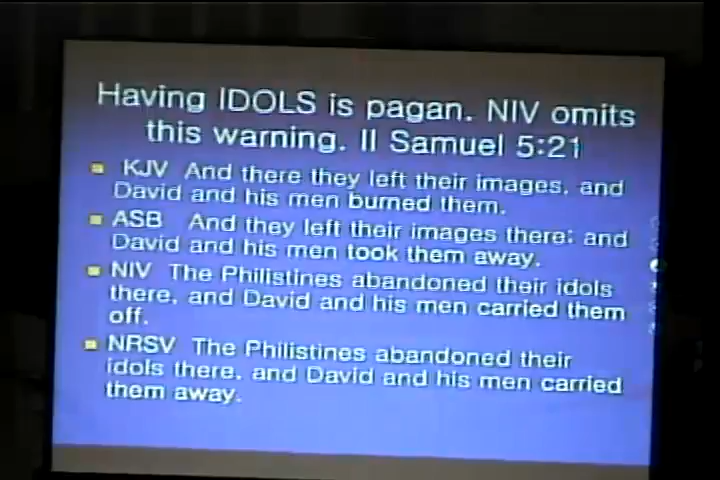 Having IDOLS is pagan. NIV omits
this warning. II Samuel 5:21
KJV And there they left their images, and
David and his men burned them.
ASB And they left their images there; and
David and his men took them away.
NIV The Philistines abandoned their idols
there, and David and his men carried them
off.
NRSV The Philistines abandoned their
idols there, and David and his men carried
them away.